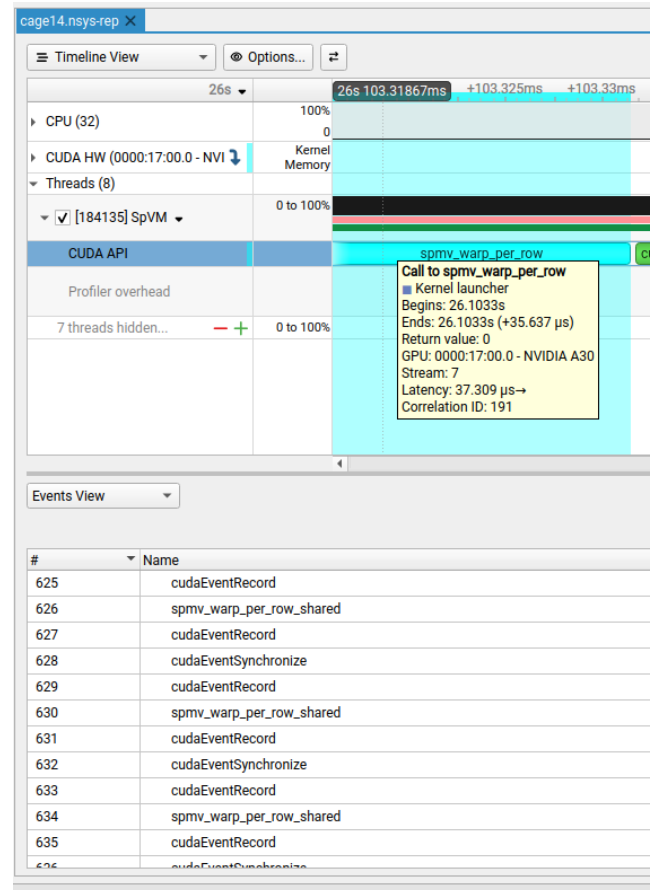 cage14.nsys-rep
Timeline View Options...
26s 26s 103.31867ms +103.325ms +103.33ms
CPU (32) 100% 0
CUDA HW (0000:17:00.0 - NVI Kernel Memory
Threads (8)
[184135] SpVM 0 to 100%
CUDA API spmv_warp_per_row
Call to spmv_warp_per_row
Kernel launcher
Begins: 26.1033s
Ends: 26.1033s (+35.637 µs)
Return value: 0
GPU: 0000:17:00.0 - NVIDIA A30
Stream: 7
Latency: 37.309 µs→
Correlation ID: 191
Profiler overhead
7 threads hidden... 0 to 100%
Events View
# Name
625 cudaEventRecord
626 spmv_warp_per_row_shared
627 cudaEventRecord
628 cudaEventSynchronize
629 cudaEventRecord
630 spmv_warp_per_row_shared
631 cudaEventRecord
632 cudaEventSynchronize
633 cudaEventRecord
634 spmv_warp_per_row_shared
635 cudaEventRecord
636 cudaEventSynchronize